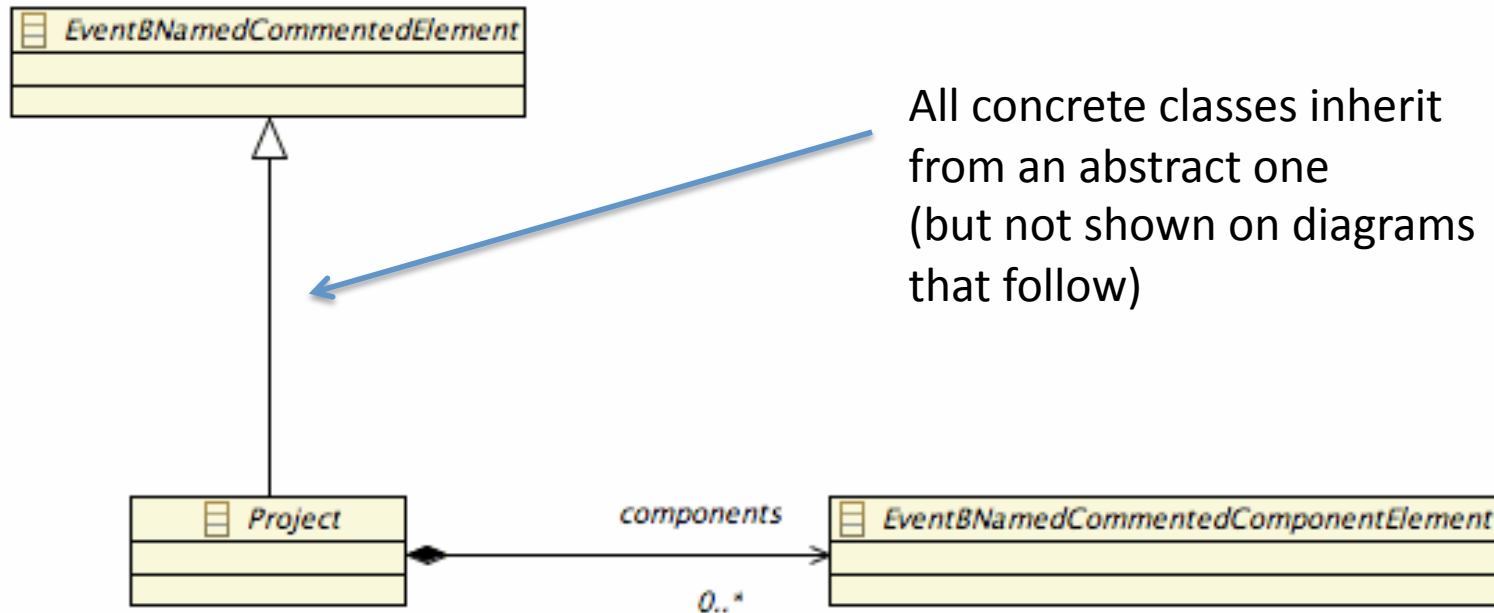 EventBNamedCommentedElement
All concrete classes inherit
from an abstract one
(but not shown on diagrams
that follow)
Project
components
0..*
EventBNamedCommentedComponentElement